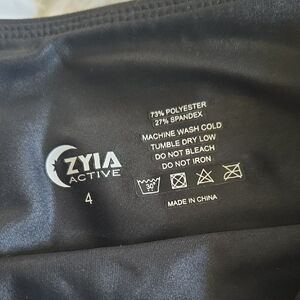 ZYIA
ACTIVE
4
73% POLYESTER
27% SPANDEX
MACHINE WASH COLD
TUMBLE DRY LOW
DO NOT BLEACH
DO NOT IRON
30°
MADE IN CHINA